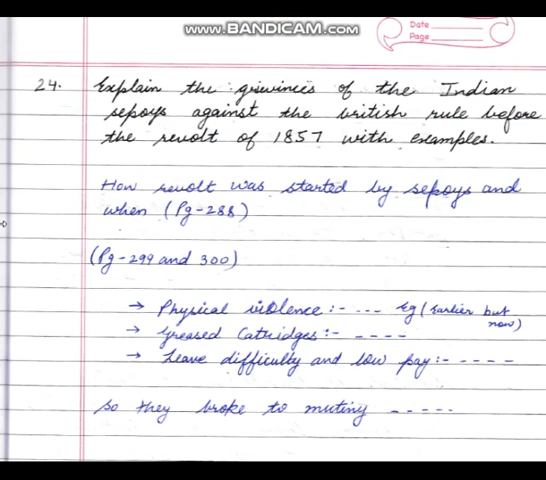 www.BANDICAM.com
Date
Page
24. Explain the grievinces of the Indian
sepoys against the british rule before
the revolt of 1857 with examples.
How revolt was started by sepoys and
when (Pg-288)
(Pg-299 and 300)
→ Physical violence:- --- Eg (Earlier but
now)
→ Greased Catridges:- ----
→ Leave difficulty and low pay:- ----
So they broke to mutiny -----